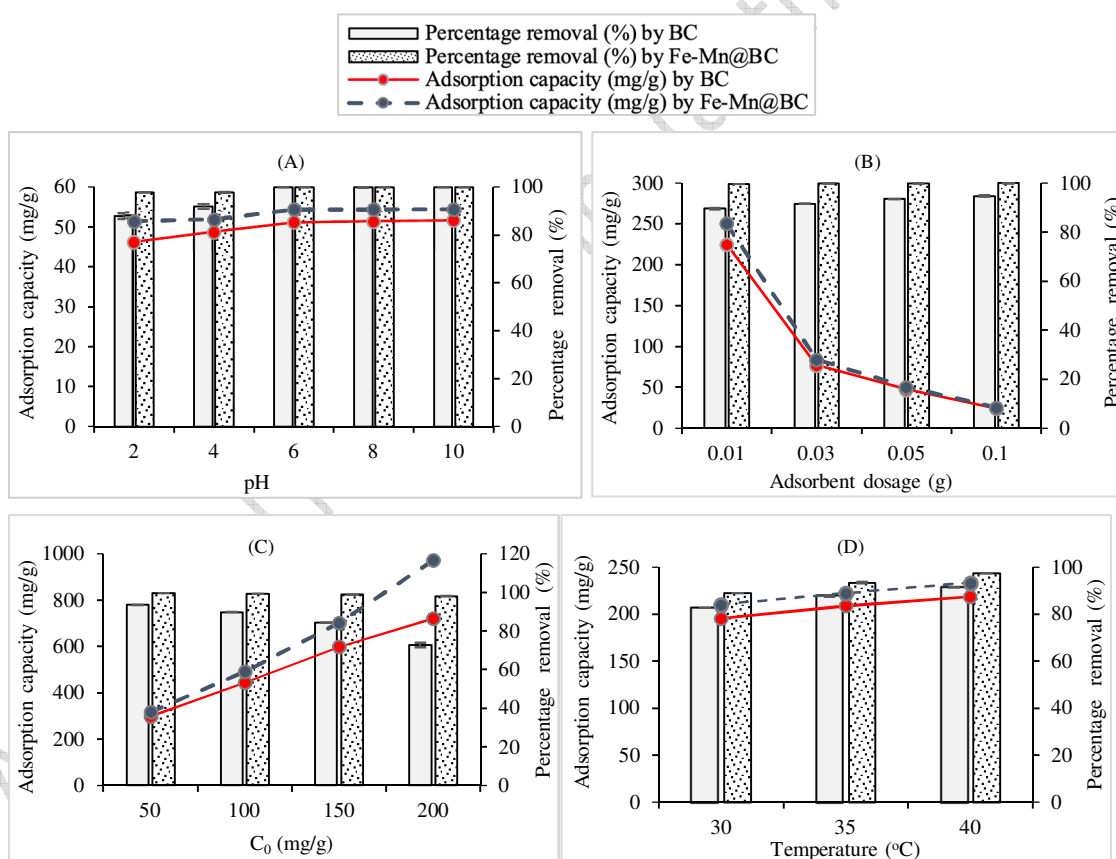 Percentage removal (%) by BC
Percentage removal (%) by Fe-Mn@BC
Adsorption capacity (mg/g) by BC
Adsorption capacity (mg/g) by Fe-Mn@BC
(A)
Adsorption capacity (mg/g)
60
50
40
30
20
10
0
100
80
60
40
20
0
Percentage removal (%)
2 4 6 8 10
pH
(B)
Adsorption capacity (mg/g)
300
250
200
150
100
50
0
100
80
60
40
20
0
Percentage removal (%)
0.01 0.03 0.05 0.1
Adsorbent dosage (g)
(C)
Adsorption capacity (mg/g)
1000
800
600
400
200
0
120
100
80
60
40
20
0
Percentage removal (%)
50 100 150 200
C₀ (mg/g)
(D)
Adsorption capacity (mg/g)
250
200
150
100
50
0
100
80
60
40
20
0
Percentage removal (%)
30 35 40
Temperature (°C)